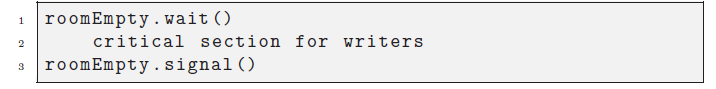 1 roomEmpty.wait()
2     critical section for writers
3 roomEmpty.signal()